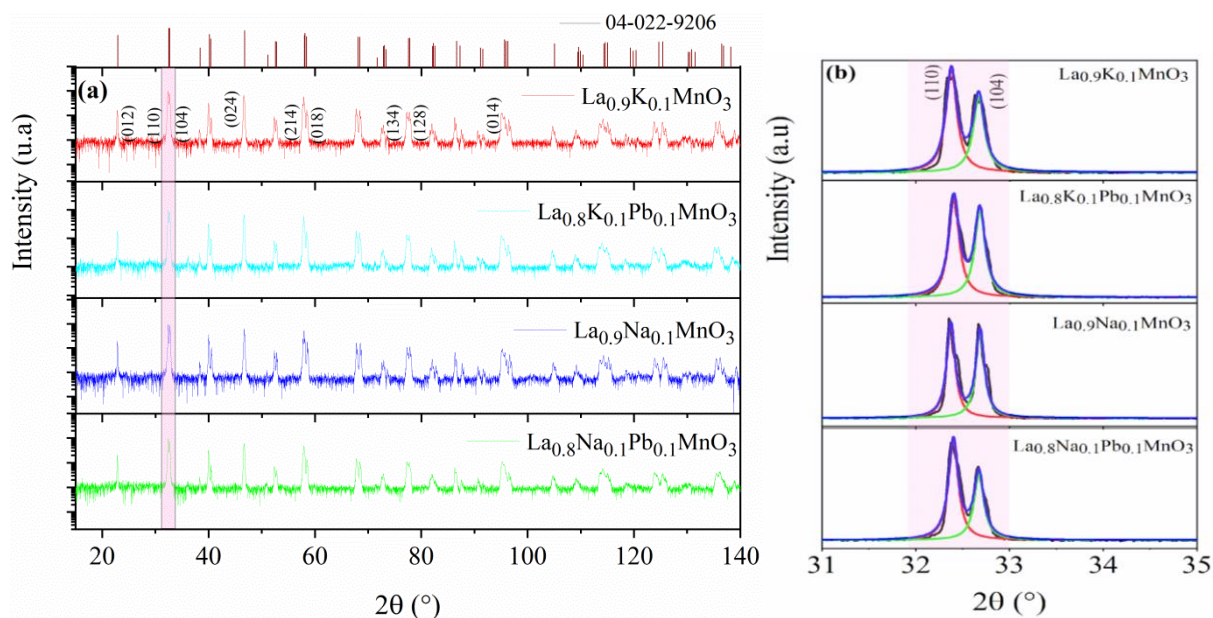 04-022-9206
(a)
La0.9K0.1MnO3
(012)
(110)
(104)
(024)
(214)
(018)
(134)
(128)
(014)
La0.8K0.1Pb0.1MnO3
La0.9Na0.1MnO3
La0.8Na0.1Pb0.1MnO3
Intensity (u.a)
20 40 60 80 100 120 140
2θ (°)
(b)
La0.9K0.1MnO3
(110)
(104)
La0.8K0.1Pb0.1MnO3
La0.9Na0.1MnO3
La0.8Na0.1Pb0.1MnO3
Intensity (a.u)
31 32 33 34 35
2θ (°)